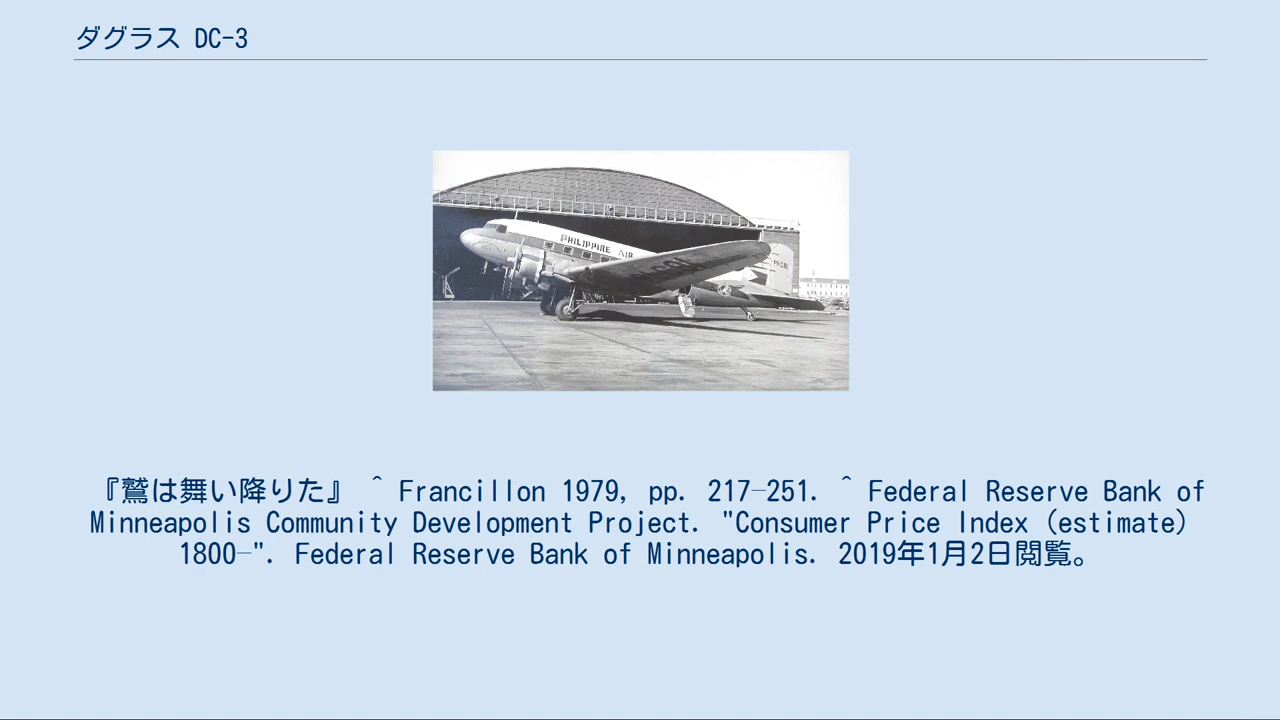 ダグラス DC-3
PHILIPPINE AIR
『鷲は舞い降りた』 ^ Francillon 1979, pp. 217–251. ^ Federal Reserve Bank of
Minneapolis Community Development Project. "Consumer Price Index (estimate)
1800–". Federal Reserve Bank of Minneapolis. 2019年1月2日閲覧。